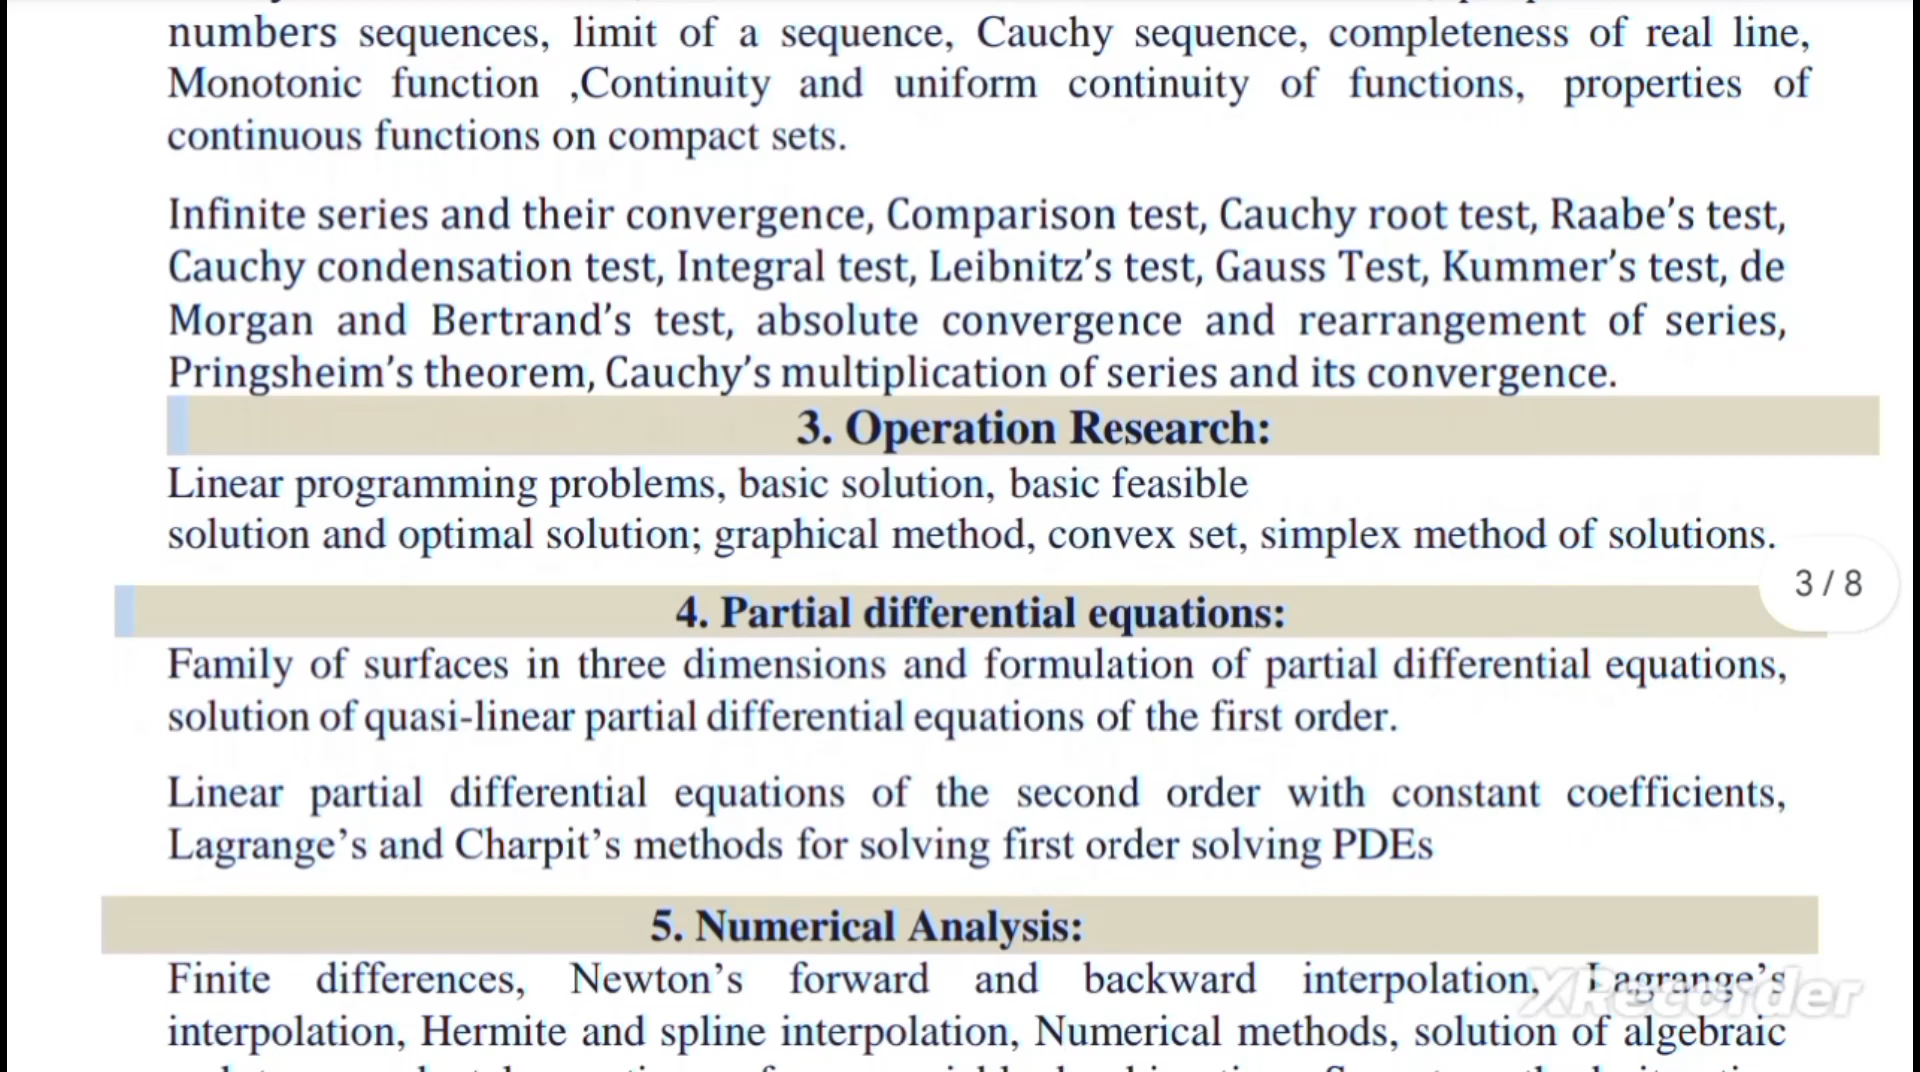 numbers sequences, limit of a sequence, Cauchy sequence, completeness of real line,
Monotonic function ,Continuity and uniform continuity of functions, properties of
continuous functions on compact sets.
Infinite series and their convergence, Comparison test, Cauchy root test, Raabe’s test,
Cauchy condensation test, Integral test, Leibnitz’s test, Gauss Test, Kummer’s test, de
Morgan and Bertrand’s test, absolute convergence and rearrangement of series,
Pringsheim’s theorem, Cauchy’s multiplication of series and its convergence.
3. Operation Research:
Linear programming problems, basic solution, basic feasible
solution and optimal solution; graphical method, convex set, simplex method of solutions.
3 / 8
4. Partial differential equations:
Family of surfaces in three dimensions and formulation of partial differential equations,
solution of quasi-linear partial differential equations of the first order.
Linear partial differential equations of the second order with constant coefficients,
Lagrange’s and Charpit’s methods for solving first order solving PDEs
5. Numerical Analysis:
Finite differences, Newton’s forward and backward interpolation, Lagrange’s
XRecorder
interpolation, Hermite and spline interpolation, Numerical methods, solution of algebraic